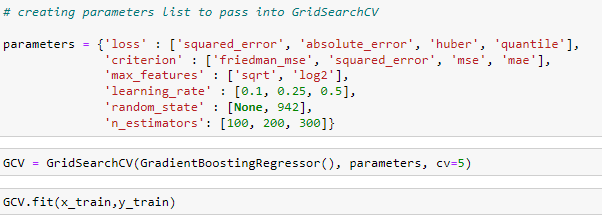 # creating parameters list to pass into GridSearchCV
parameters = {'loss' : ['squared_error', 'absolute_error', 'huber', 'quantile'],
'criterion' : ['friedman_mse', 'squared_error', 'mse', 'mae'],
'max_features' : ['sqrt', 'log2'],
'learning_rate' : [0.1, 0.25, 0.5],
'random_state' : [None, 942],
'n_estimators': [100, 200, 300]}
GCV = GridSearchCV(GradientBoostingRegressor(), parameters, cv=5)
GCV.fit(x_train,y_train)